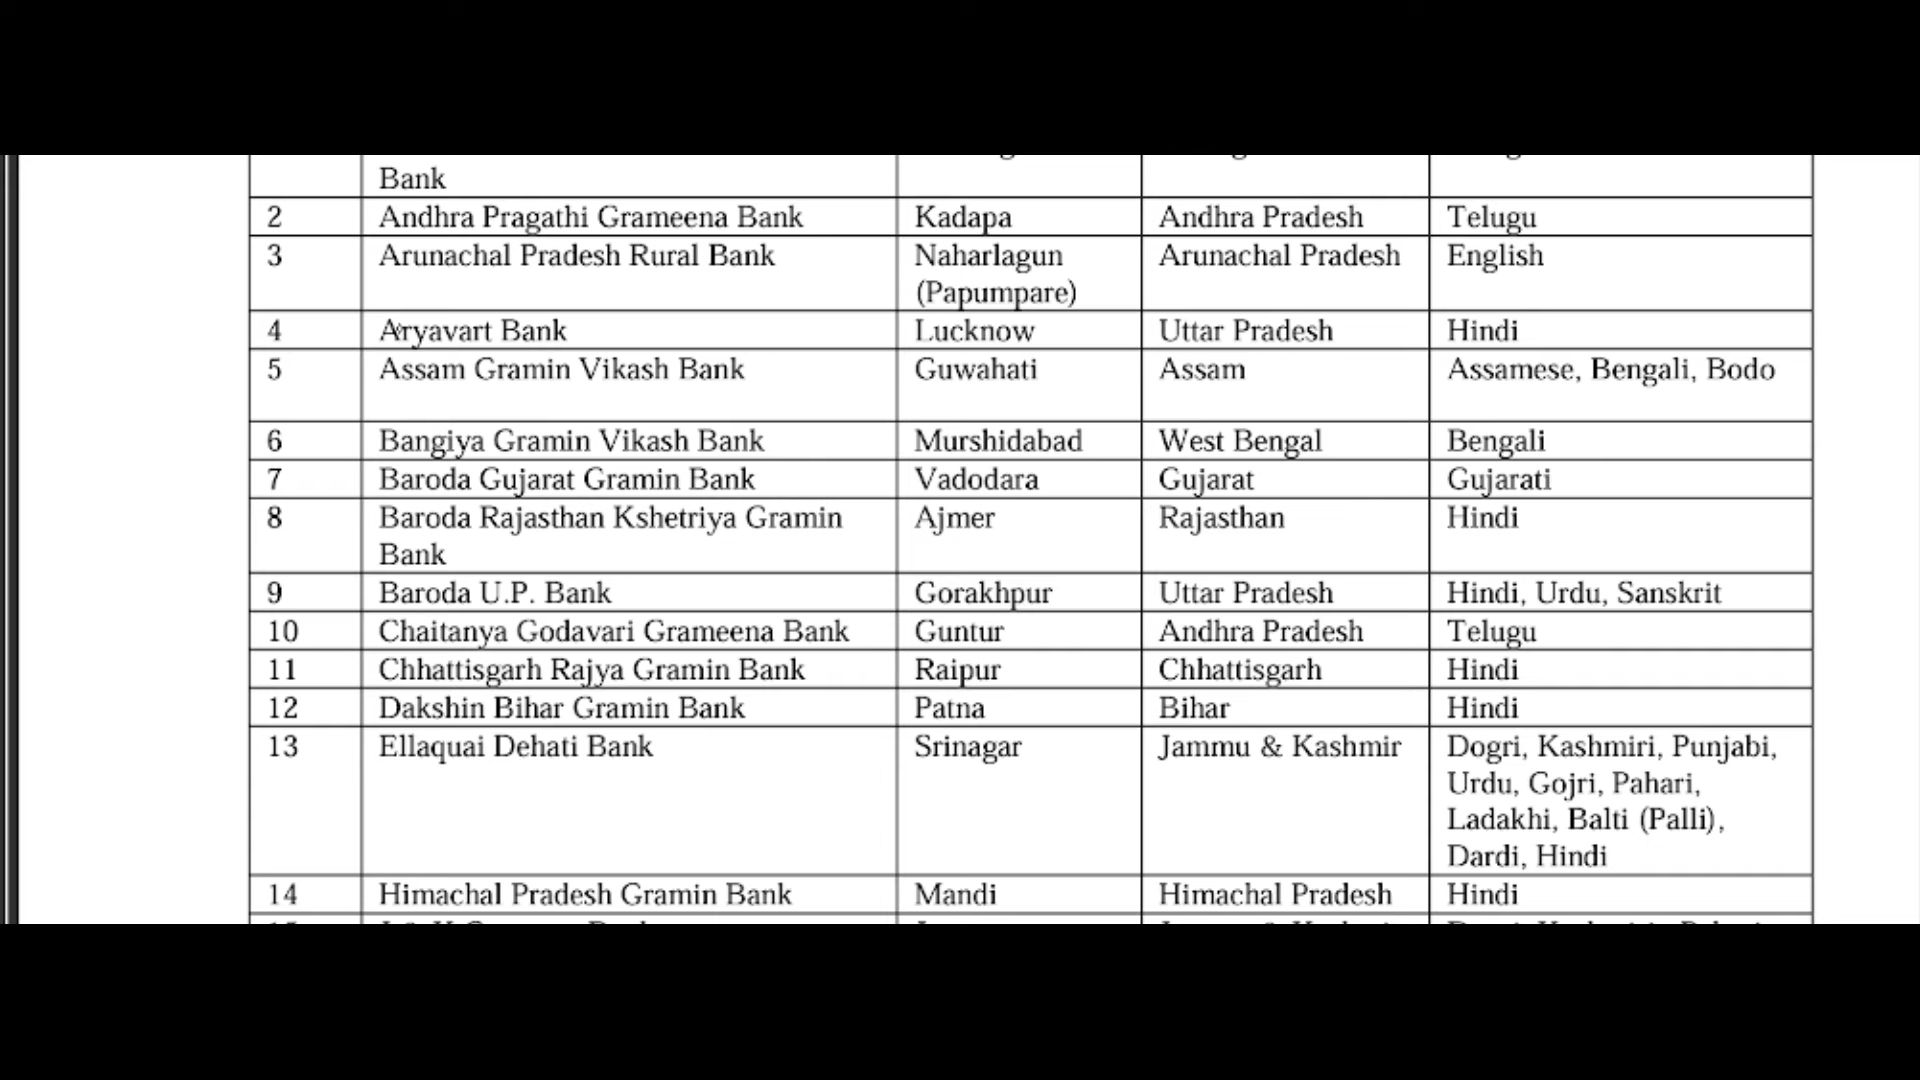 Bank
2 Andhra Pragathi Grameena Bank Kadapa Andhra Pradesh Telugu
3 Arunachal Pradesh Rural Bank Naharlagun Arunachal Pradesh English
(Papumpare)
4 Aryavart Bank Lucknow Uttar Pradesh Hindi
5 Assam Gramin Vikash Bank Guwahati Assam Assamese, Bengali, Bodo
6 Bangiya Gramin Vikash Bank Murshidabad West Bengal Bengali
7 Baroda Gujarat Gramin Bank Vadodara Gujarat Gujarati
8 Baroda Rajasthan Kshetriya Gramin Ajmer Rajasthan Hindi
Bank
9 Baroda U.P. Bank Gorakhpur Uttar Pradesh Hindi, Urdu, Sanskrit
10 Chaitanya Godavari Grameena Bank Guntur Andhra Pradesh Telugu
11 Chhattisgarh Rajya Gramin Bank Raipur Chhattisgarh Hindi
12 Dakshin Bihar Gramin Bank Patna Bihar Hindi
13 Ellaquai Dehati Bank Srinagar Jammu & Kashmir Dogri, Kashmiri, Punjabi,
Urdu, Gojri, Pahari,
Ladakhi, Balti (Palli),
Dardi, Hindi
14 Himachal Pradesh Gramin Bank Mandi Himachal Pradesh Hindi